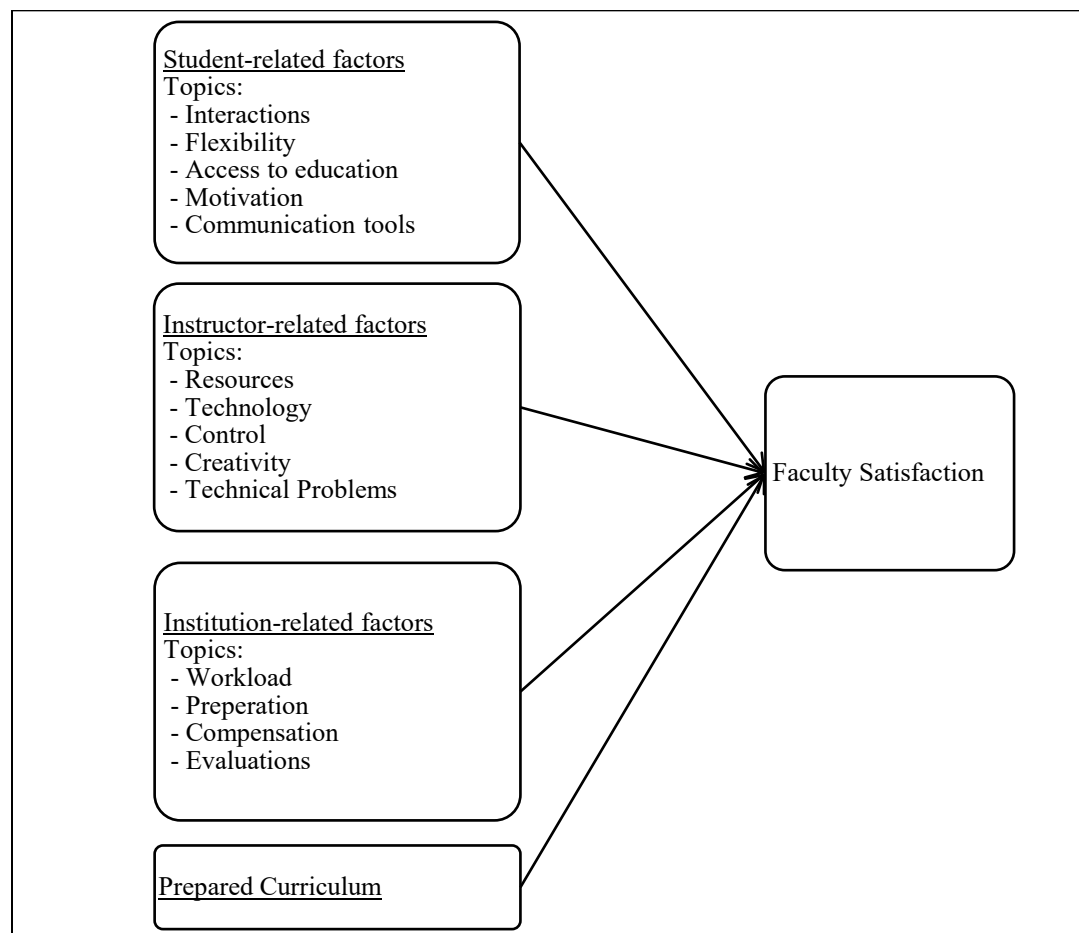 Student-related factors
Topics:
- Interactions
- Flexibility
- Access to education
- Motivation
- Communication tools
Instructor-related factors
Topics:
- Resources
- Technology
- Control
- Creativity
- Technical Problems
Institution-related factors
Topics:
- Workload
- Preperation
- Compensation
- Evaluations
Prepared Curriculum
Faculty Satisfaction